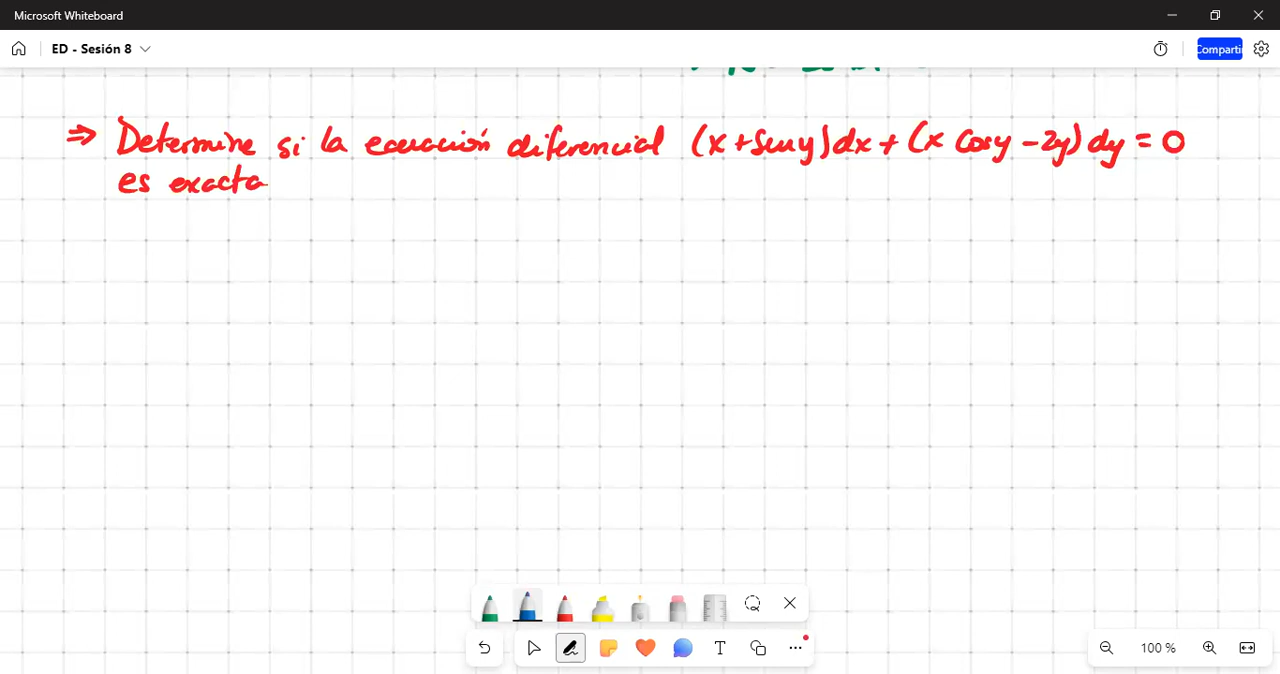 Microsoft Whiteboard
ED - Sesión 8
Comparti
⇒ Determine si la ecuación diferencial (x + Sen y) dx + (x Cos y - 2y) dy = 0
es exacta
T
100 %